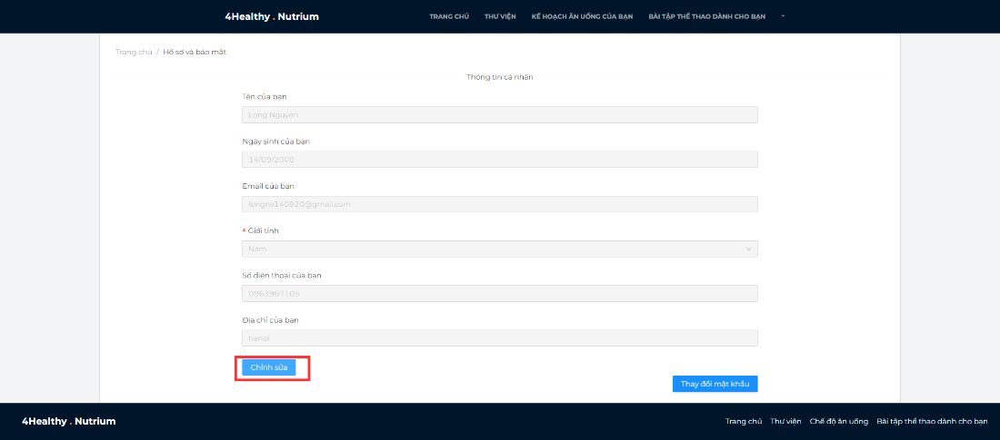 4Healthy . Nutrium TRANG CHỦ THƯ VIỆN KẾ HOẠCH ĂN UỐNG CỦA BẠN BÀI TẬP THỂ THAO DÀNH CHO BẠN
Trang chủ / Hồ sơ và bảo mật
Thông tin cá nhân
Tên của bạn
Long Nguyen
Ngày sinh của bạn
14/09/2000
Email của bạn
longnv140920@gmail.com
* Giới tính
Nam
Số điện thoại của bạn
0963967105
Địa chỉ của bạn
hanoi
Chỉnh sửa
Thay đổi mật khẩu
4Healthy . Nutrium Trang chủ Thư viện Chế độ ăn uống Bài tập thể thao dành cho bạn